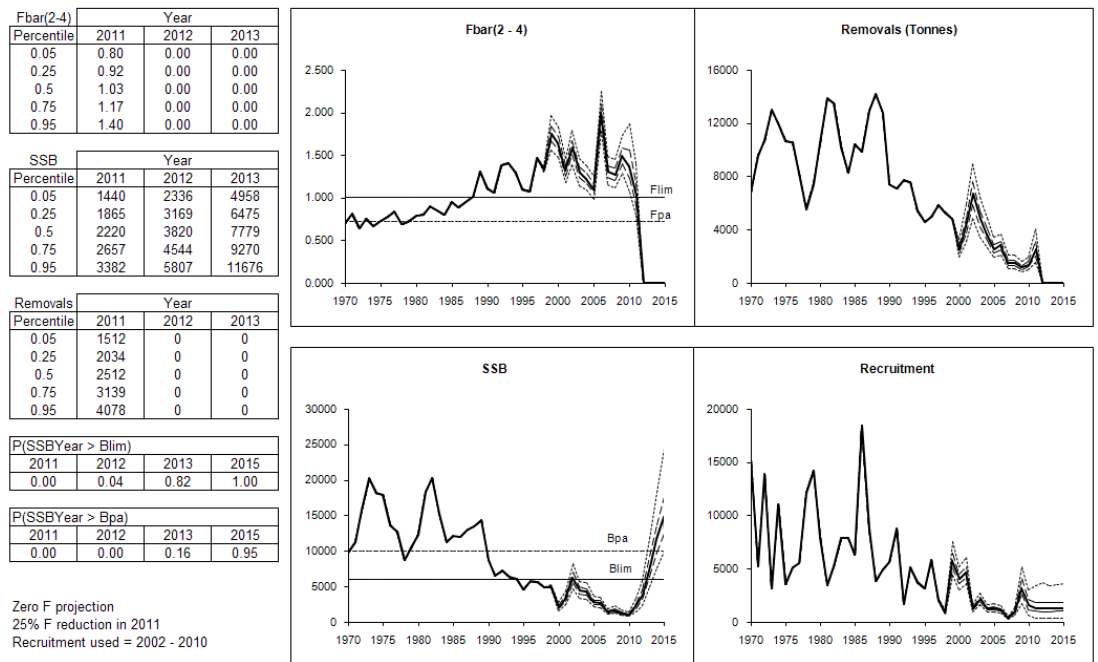 Fbar(2-4) Year
Percentile 2011 2012 2013
0.05 0.80 0.00 0.00
0.25 0.92 0.00 0.00
0.5 1.03 0.00 0.00
0.75 1.17 0.00 0.00
0.95 1.40 0.00 0.00
SSB Year
Percentile 2011 2012 2013
0.05 1440 2336 4958
0.25 1865 3169 6475
0.5 2220 3820 7779
0.75 2657 4544 9270
0.95 3382 5807 11676
Removals Year
Percentile 2011 2012 2013
0.05 1512 0 0
0.25 2034 0 0
0.5 2512 0 0
0.75 3139 0 0
0.95 4078 0 0
P(SSBYear > Blim)
2011 2012 2013 2015
0.00 0.04 0.82 1.00
P(SSBYear > Bpa)
2011 2012 2013 2015
0.00 0.00 0.16 0.95
Zero F projection
25% F reduction in 2011
Recruitment used = 2002 - 2010
Fbar(2 - 4)
2.500
2.000
1.500
1.000
0.500
0.000
Flim
Fpa
1970 1975 1980 1985 1990 1995 2000 2005 2010 2015
Removals (Tonnes)
16000
12000
8000
4000
0
1970 1975 1980 1985 1990 1995 2000 2005 2010 2015
SSB
30000
25000
20000
15000
10000
5000
0
Bpa
Blim
1970 1975 1980 1985 1990 1995 2000 2005 2010 2015
Recruitment
20000
15000
10000
5000
0
1970 1975 1980 1985 1990 1995 2000 2005 2010 2015